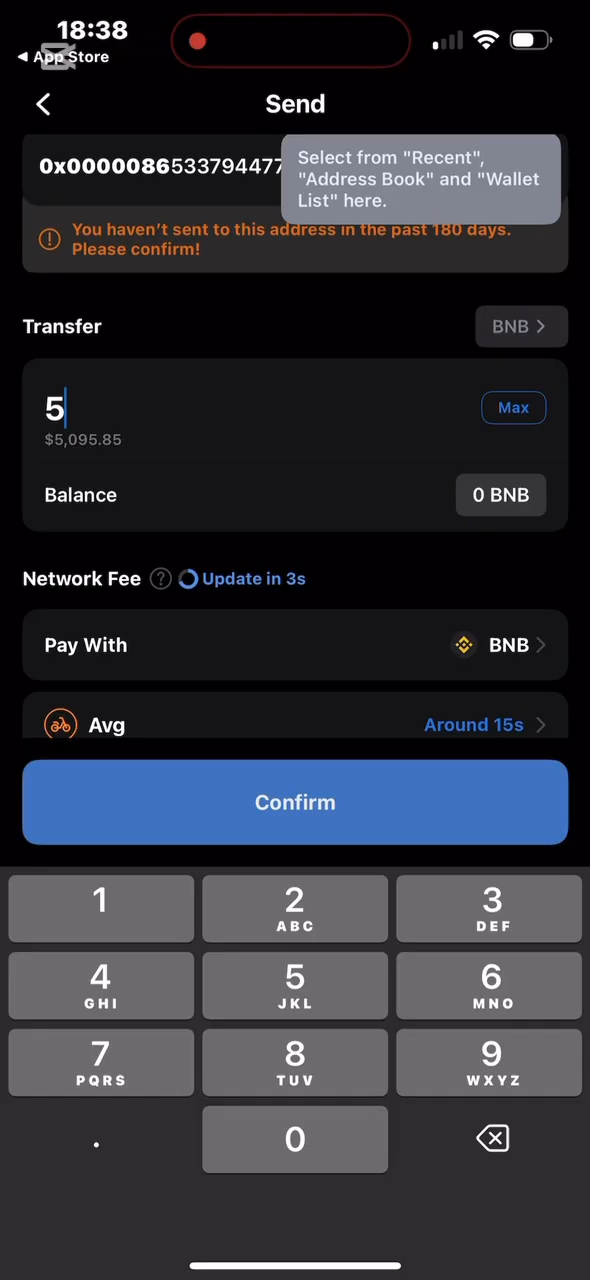 18:38
App Store
Send
0x0000086533794477
Select from "Recent",
"Address Book" and "Wallet
List" here.
You haven't sent to this address in the past 180 days.
Please confirm!
Transfer
BNB
5
Max
$5,095.85
Balance
0 BNB
Network Fee
?
Update in 3s
Pay With
BNB
Avg
Around 15s
Confirm
1
2
ABC
3
DEF
4
GHI
5
JKL
6
MNO
7
PQRS
8
TUV
9
WXYZ
.
0